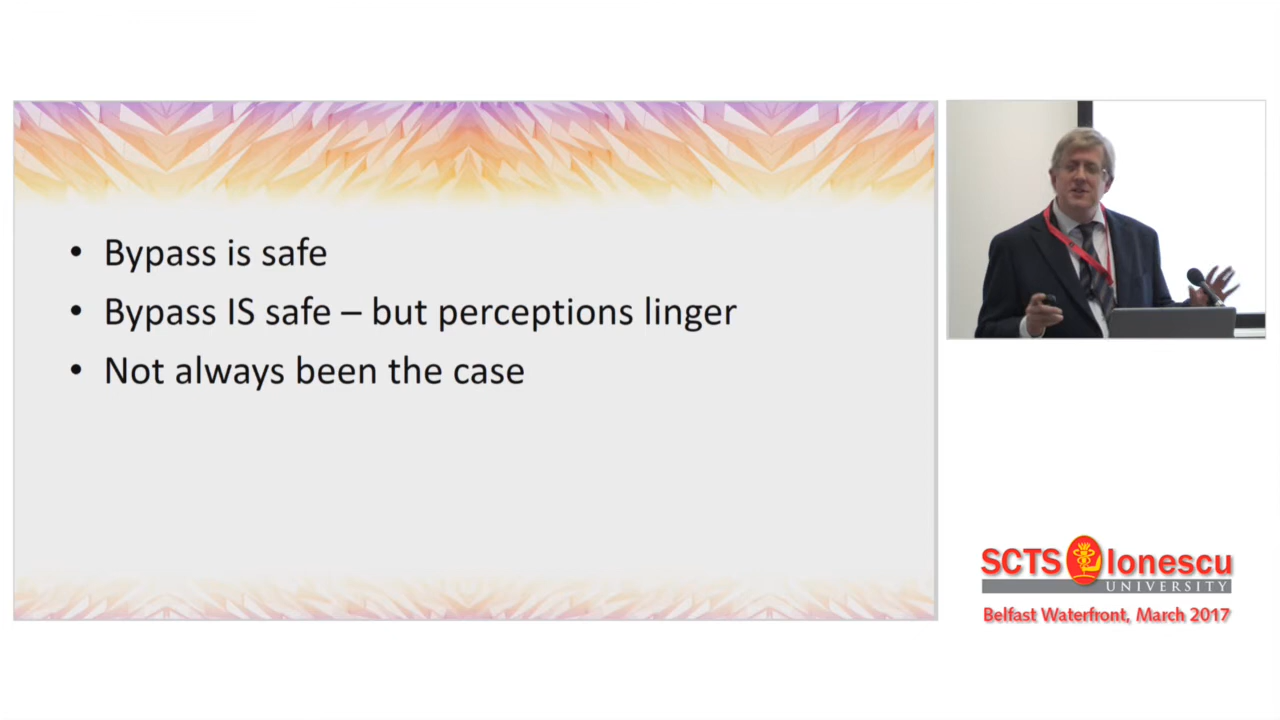 • Bypass is safe
• Bypass IS safe – but perceptions linger
• Not always been the case
SCTS Ionescu
UNIVERSITY
Belfast Waterfront, March 2017